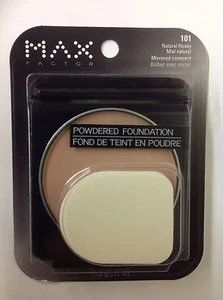 MAX
FACTOR
101
Natural Honey
Miel naturel
Mirrored compact
Boîtier avec miroir
POWDERED FOUNDATION
FOND DE TEINT EN POUDRE